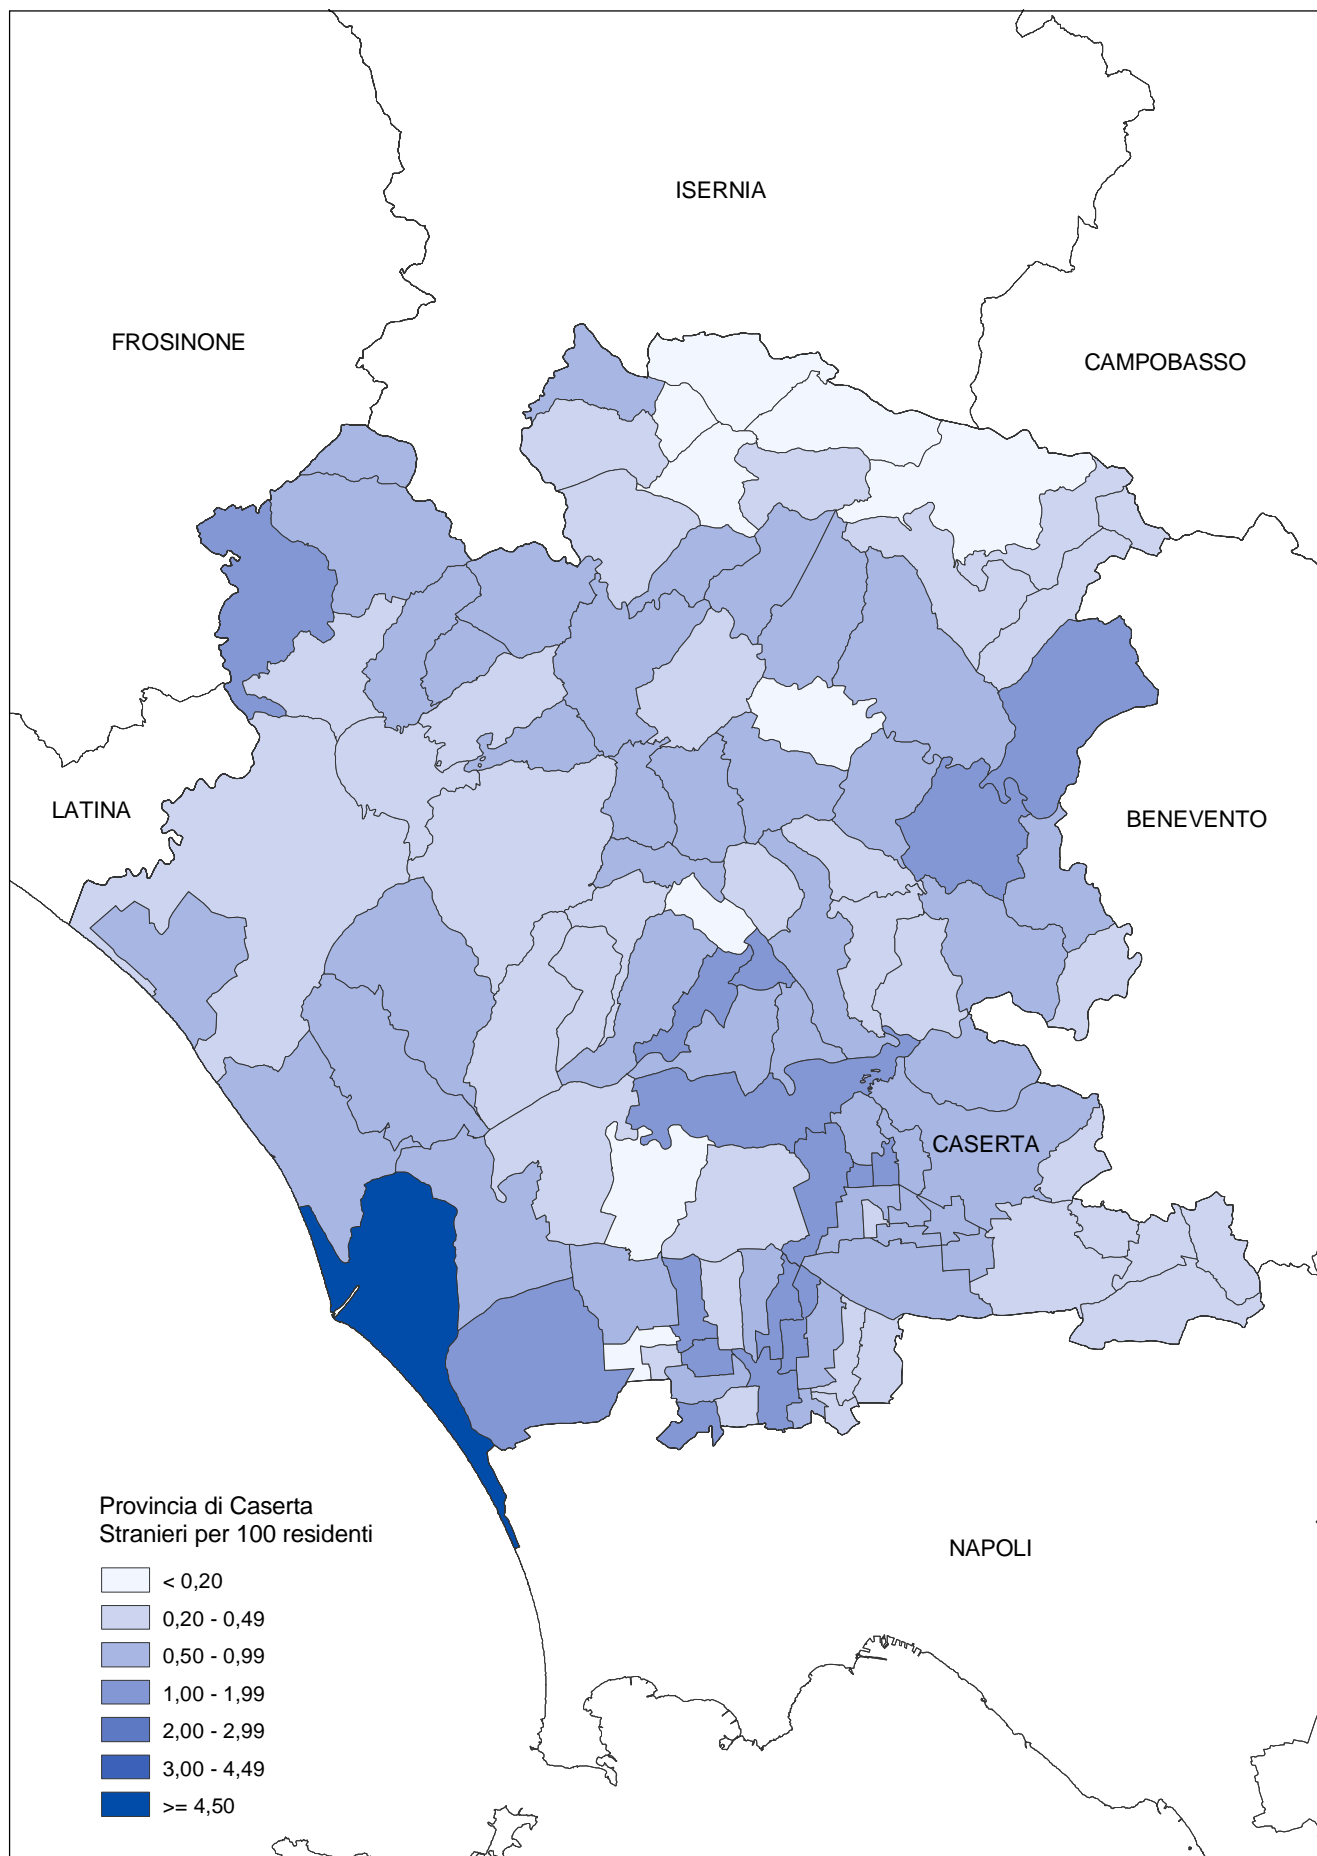 ISERNIA
FROSINONE
CAMPOBASSO
LATINA
BENEVENTO
CASERTA
Provincia di Caserta
Stranieri per 100 residenti
NAPOLI
< 0,20
0,20 - 0,49
0,50 - 0,99
1,00 - 1,99
2,00 - 2,99
3,00 - 4,49
>= 4,50